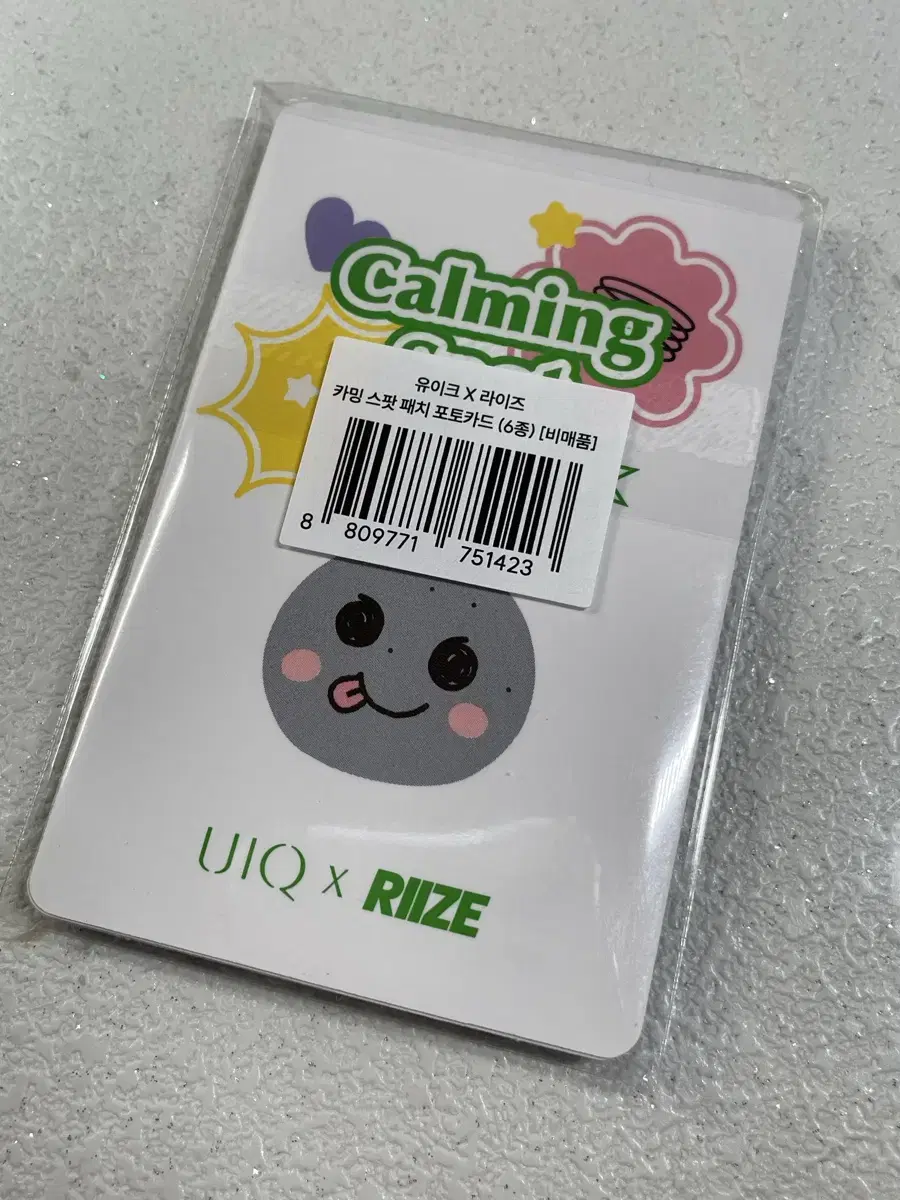 Calming
유이크 X 라이즈
카밍 스팟 패치 포토카드 (6종) [비매품]
8 809771 751423
UIQ X RIIZE